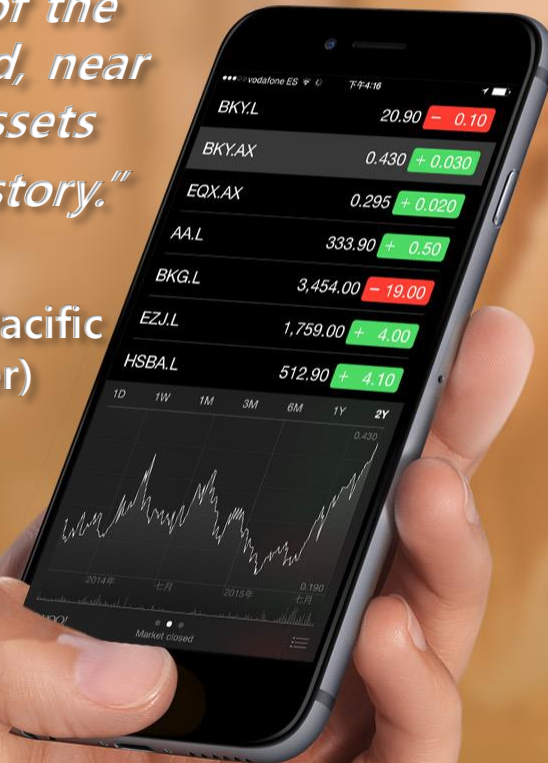 of the
d, near
ssets
story.”
acific
r)
vodafone ES 下午4:16
BKY.L 20.90 − 0.10
BKY.AX 0.430 + 0.030
EQX.AX 0.295 + 0.020
AA.L 333.90 + 0.50
BKG.L 3,454.00 − 19.00
EZJ.L 1,759.00 + 4.00
HSBA.L 512.90 + 4.10
1D 1W 1M 3M 6M 1Y 2Y
0.430
0.190
2014年 七月 2015年 七月
YAHOO!
Market closed